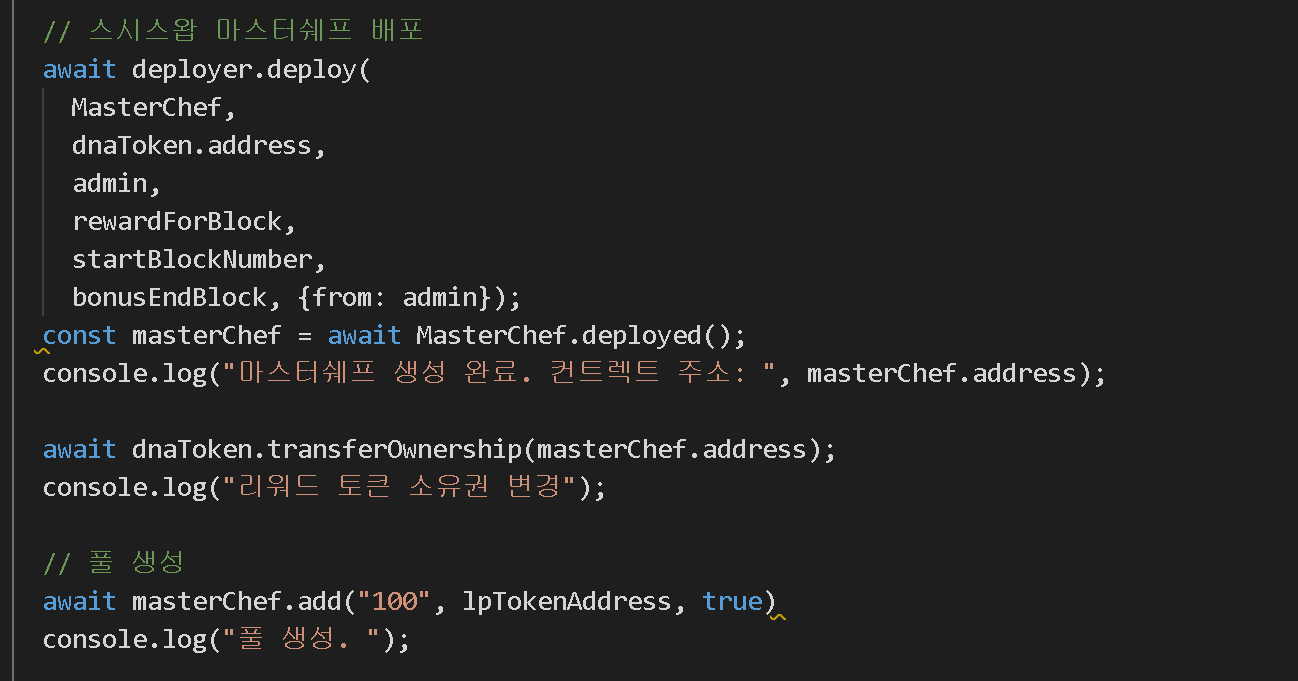 // 스시스왑 마스터쉐프 배포
await deployer.deploy(
MasterChef,
dnaToken.address,
admin,
rewardForBlock,
startBlockNumber,
bonusEndBlock, {from: admin});
const masterChef = await MasterChef.deployed();
console.log("마스터쉐프 생성 완료. 컨트렉트 주소: ", masterChef.address);
await dnaToken.transferOwnership(masterChef.address);
console.log("리워드 토큰 소유권 변경");
// 풀 생성
await masterChef.add("100", lpTokenAddress, true)
console.log("풀 생성. ");